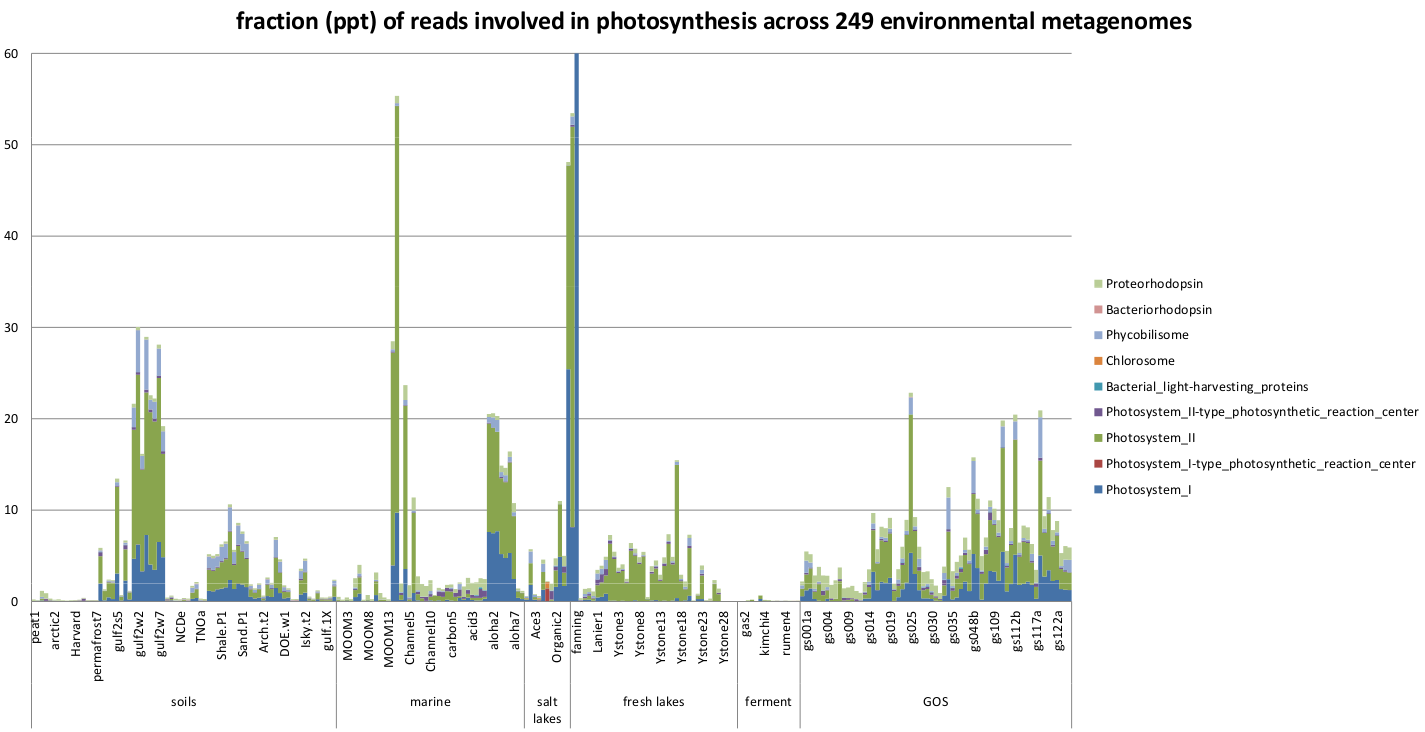 fraction (ppt) of reads involved in photosynthesis across 249 environmental metagenomes
60
50
40
30
20
10
0
peat1
arctic2
Harvard
permafrost7
gulf2s5
gulf2w2
gulf2w7
NCDe
TNOa
Shale.P1
Sand.P1
Arch.t2
DOE.w1
Isky.t2
gulf.1X
MOOM3
MOOM8
MOOM13
Channel5
Channel10
carbon5
acid3
aloha2
aloha7
Ace3
Organic2
fanning
Lanier1
Ystone3
Ystone8
Ystone13
Ystone18
Ystone23
Ystone28
gas2
kimchi4
rumen4
gs001a
gs004
gs009
gs014
gs019
gs025
gs030
gs035
gs048b
gs109
gs112b
gs117a
gs122a
soils
marine
salt
lakes
fresh lakes
ferment
GOS
Proteorhodopsin
Bacteriorhodopsin
Phycobilisome
Chlorosome
Bacterial_light-harvesting_proteins
Photosystem_II-type_photosynthetic_reaction_center
Photosystem_II
Photosystem_I-type_photosynthetic_reaction_center
Photosystem_I